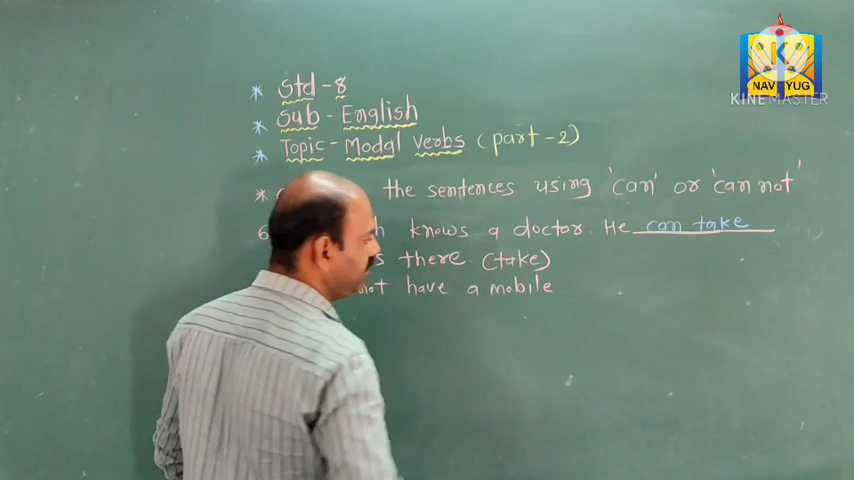 NAV YUG
KINEMASTER
* Std - 8
* Sub - English
* Topic - Modal verbs (part-2)
* the sentences using 'can' or 'can not'
6 knows a doctor. He can take
there (take)
have a mobile